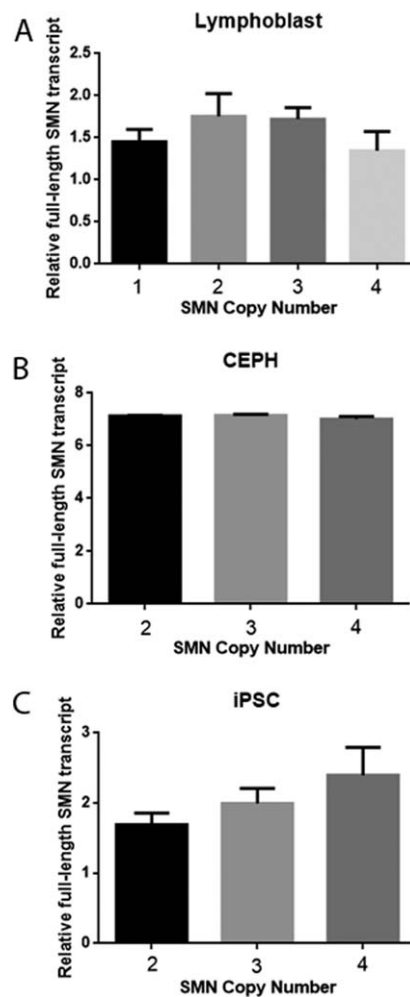 A
Lymphoblast
Relative full-length SMN transcript
2.5
2.0
1.5
1.0
0.5
0.0
1 2 3 4
SMN Copy Number
B
CEPH
Relative full-length SMN transcript
8
6
4
2
0
2 3 4
SMN Copy Number
C
iPSC
Relative full-length SMN transcript
3
2
1
0
2 3 4
SMN Copy Number